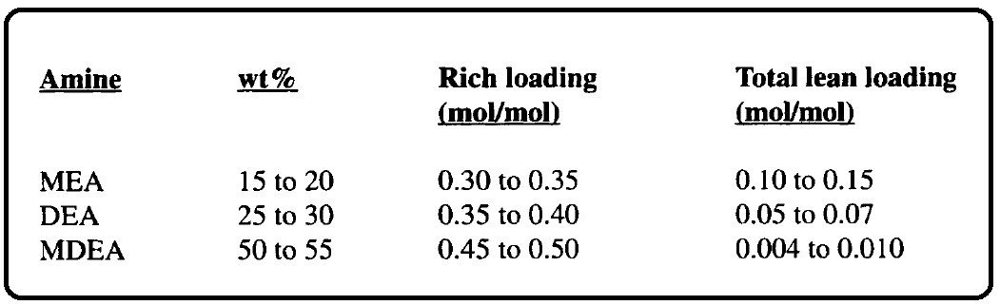 Amine wt% Rich loading Total lean loading
(mol/mol) (mol/mol)
MEA 15 to 20 0.30 to 0.35 0.10 to 0.15
DEA 25 to 30 0.35 to 0.40 0.05 to 0.07
MDEA 50 to 55 0.45 to 0.50 0.004 to 0.010